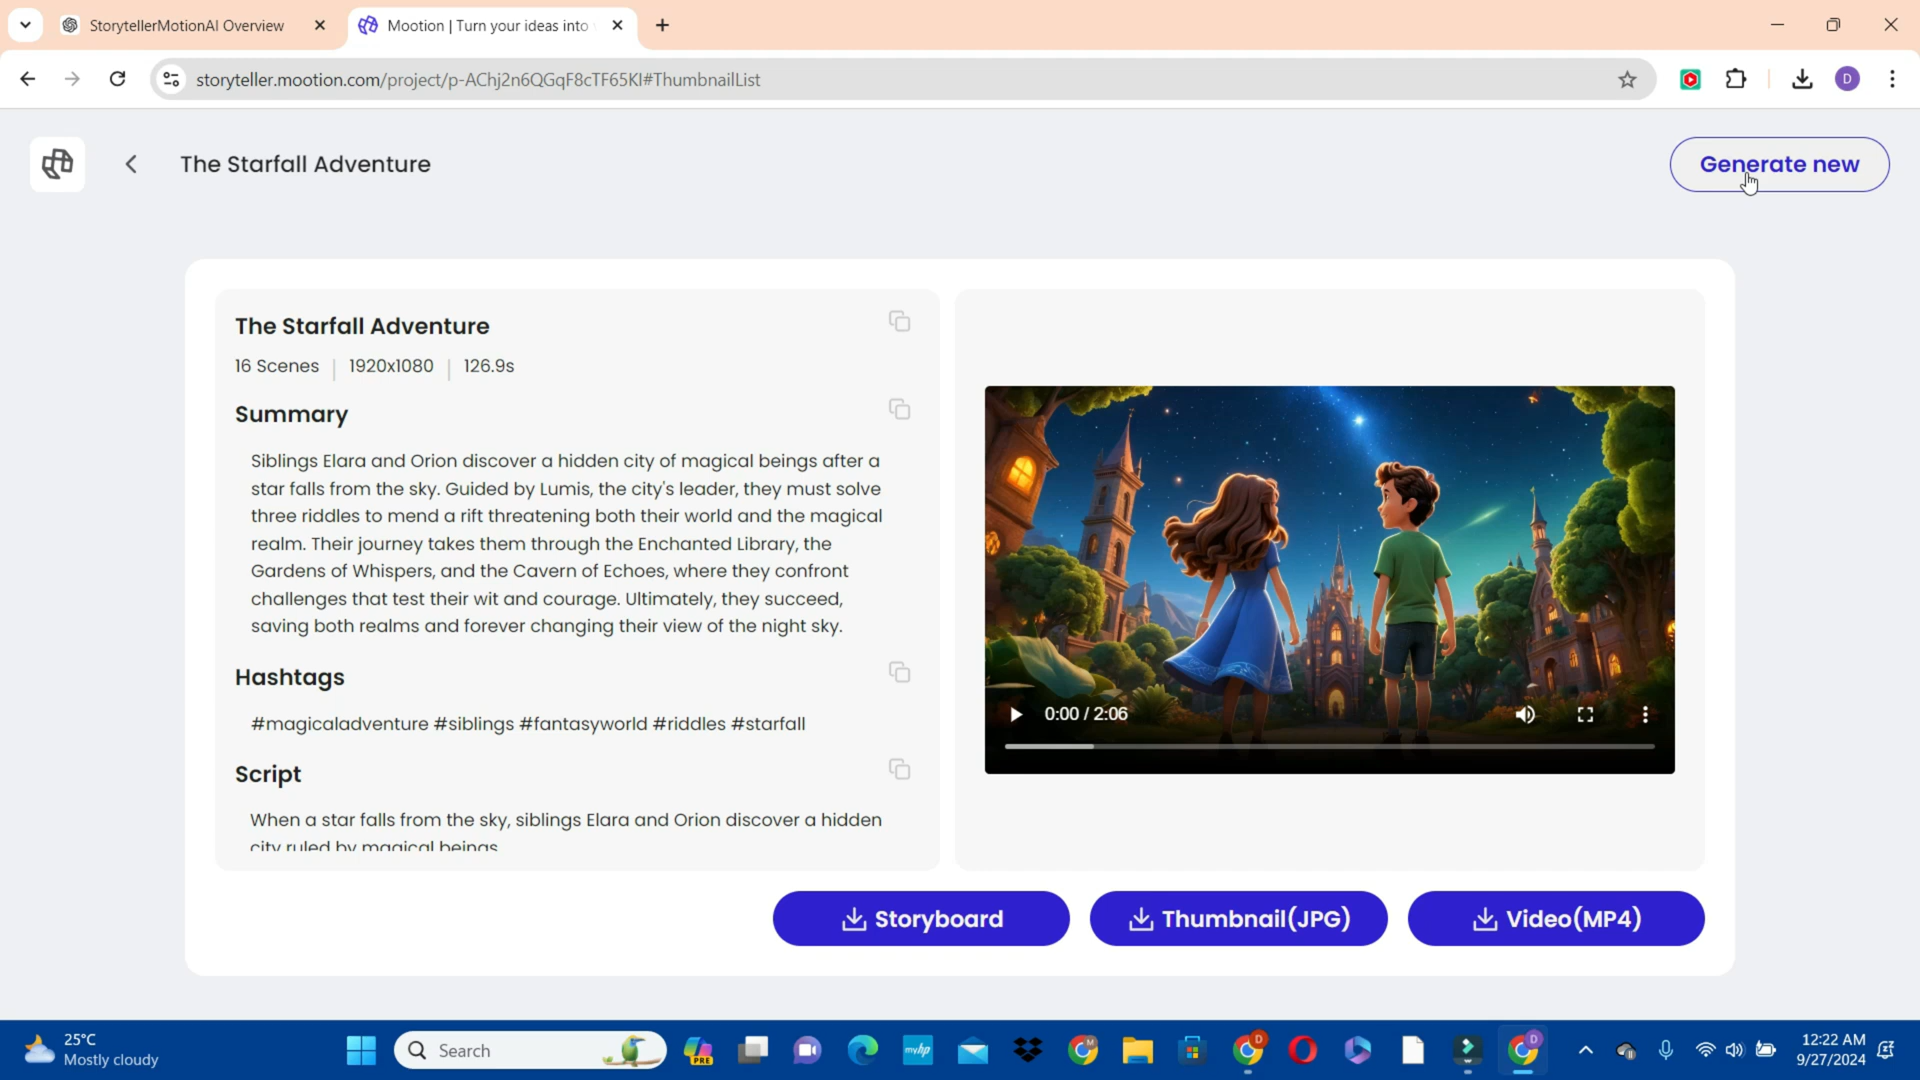 StorytellerMotionAI Overview
Mootion | Turn your ideas into
storyteller.mootion.com/project/p-AChj2n6QGqF8cTF65KI#ThumbnailList
D
The Starfall Adventure
Generate new
The Starfall Adventure
16 Scenes | 1920x1080 | 126.9s
Summary
Siblings Elara and Orion discover a hidden city of magical beings after a
star falls from the sky. Guided by Lumis, the city's leader, they must solve
three riddles to mend a rift threatening both their world and the magical
realm. Their journey takes them through the Enchanted Library, the
Gardens of Whispers, and the Cavern of Echoes, where they confront
challenges that test their wit and courage. Ultimately, they succeed,
saving both realms and forever changing their view of the night sky.
Hashtags
#magicaladventure #siblings #fantasyworld #riddles #starfall
Script
When a star falls from the sky, siblings Elara and Orion discover a hidden
city ruled by magical beings
0:00 / 2:06
Storyboard
Thumbnail(JPG)
Video(MP4)
25°C
Mostly cloudy
Search
PRE
myhp
M
D
D
12:22 AM
9/27/2024